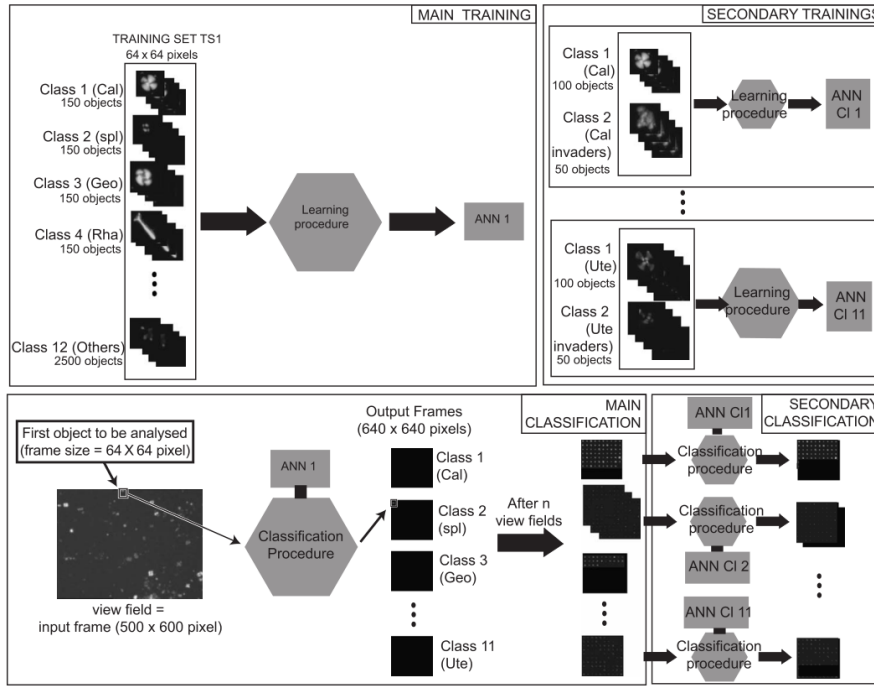 MAIN TRAINING
TRAINING SET TS1
64 x 64 pixels
Class 1 (Cal)
150 objects
Class 2 (spl)
150 objects
Class 3 (Geo)
150 objects
Class 4 (Rha)
150 objects
Class 12 (Others)
2500 objects
Learning
procedure
ANN 1
SECONDARY TRAININGS
Class 1
(Cal)
100 objects
Class 2
(Cal
invaders)
50 objects
Learning
procedure
ANN
Cl 1
Class 1
(Ute)
100 objects
Class 2
(Ute
invaders)
50 objects
Learning
procedure
ANN
Cl 11
MAIN
CLASSIFICATION
First object to be analysed
(frame size = 64 X 64 pixel)
view field =
input frame (500 x 600 pixel)
ANN 1
Classification
Procedure
Output Frames
(640 x 640 pixels)
Class 1
(Cal)
Class 2
(spl)
Class 3
(Geo)
Class 11
(Ute)
After n
view fields
SECONDARY
CLASSIFICATION
ANN Cl1
Classification
procedure
Classification
procedure
ANN Cl 2
ANN Cl 11
Classification
procedure